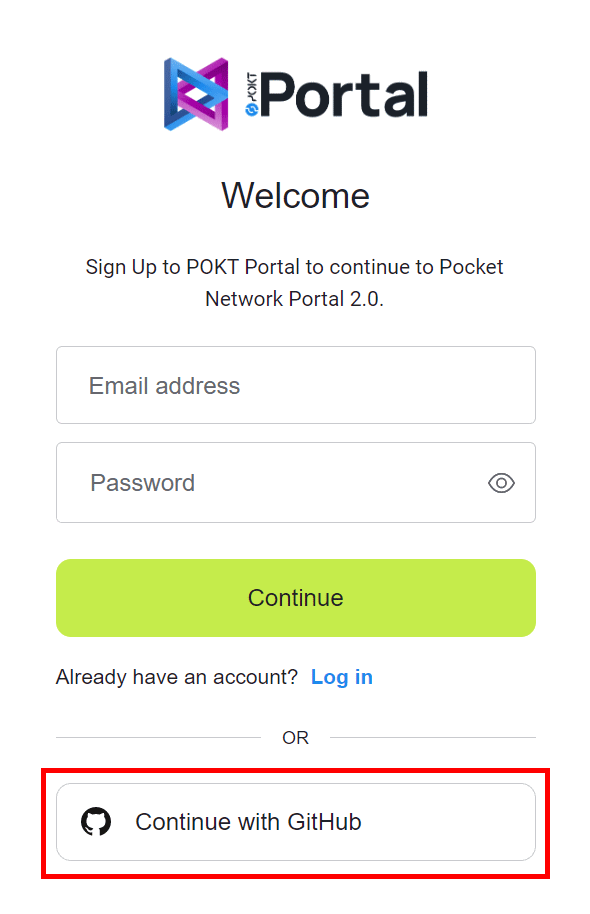 POKT
Portal
Welcome
Sign Up to POKT Portal to continue to Pocket
Network Portal 2.0.
Email address
Password
Continue
Already have an account? Log in
OR
Continue with GitHub